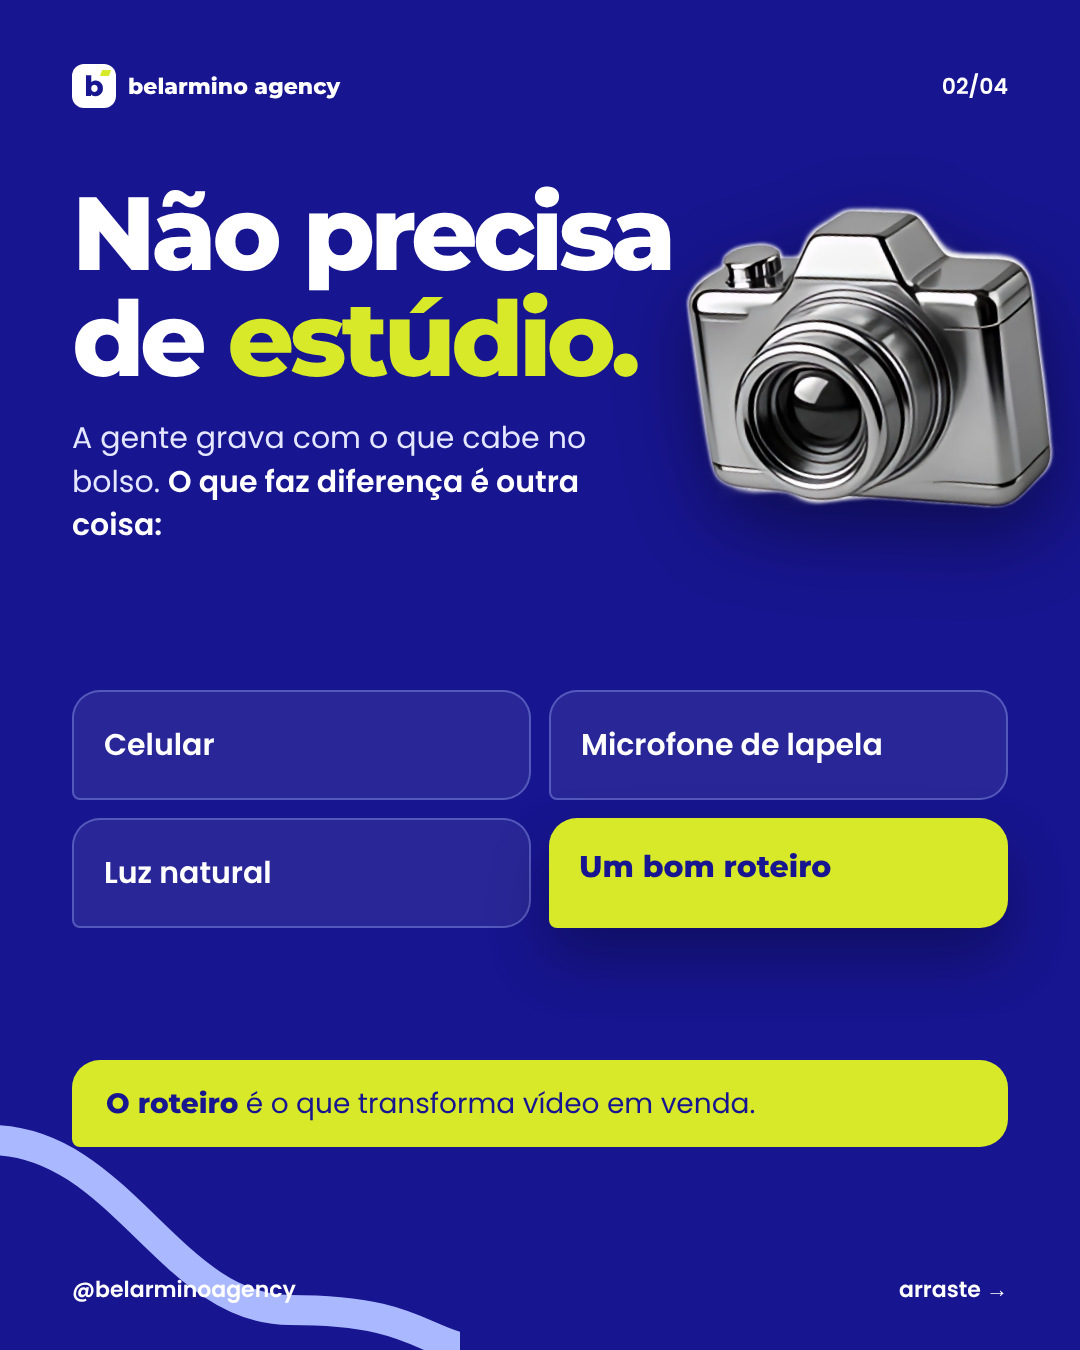 b belarmino agency
02/04
Não precisa
de estúdio.
A gente grava com o que cabe no
bolso. O que faz diferença é outra
coisa:
Celular
Microfone de lapela
Luz natural
Um bom roteiro
O roteiro é o que transforma vídeo em venda.
@belarminoagency
arraste →